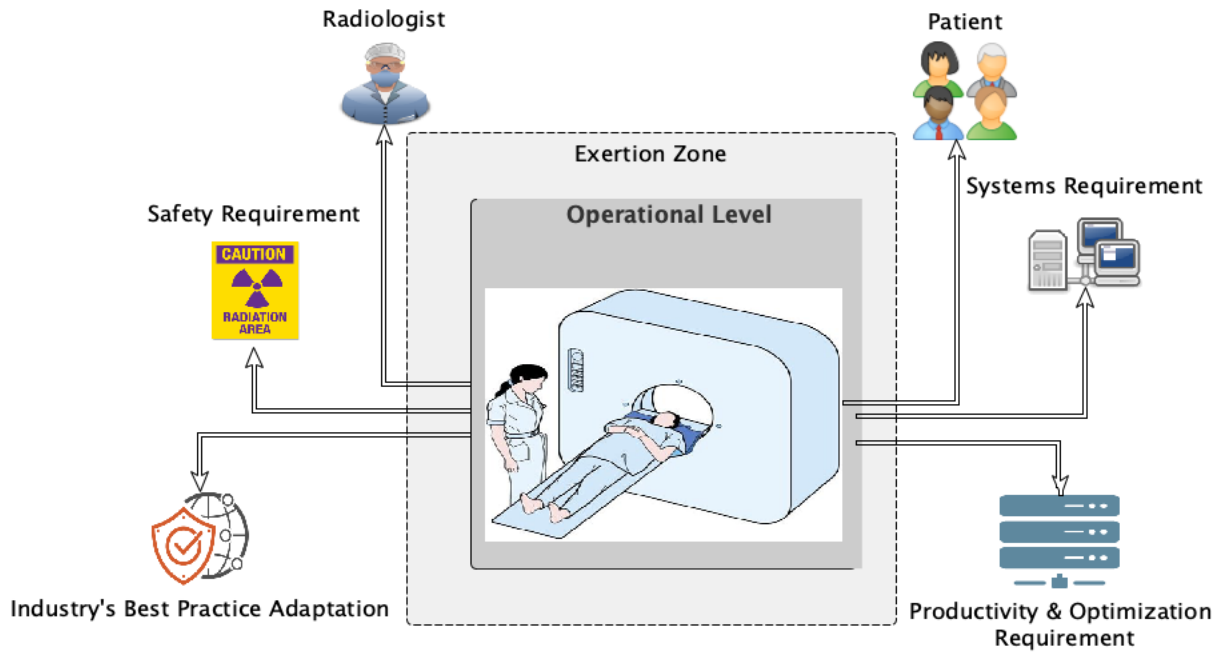 Radiologist
Patient
Exertion Zone
Systems Requirement
Safety Requirement
Operational Level
CAUTION
RADIATION
AREA
Industry's Best Practice Adaptation
Productivity & Optimization
Requirement